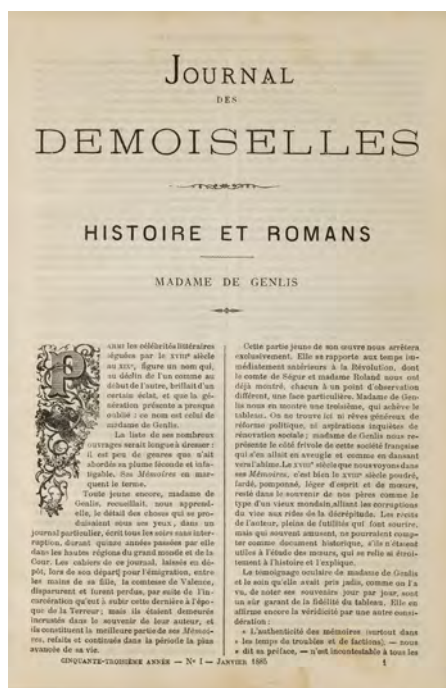 JOURNAL
DES
DEMOISELLES
HISTOIRE ET ROMANS
MADAME DE GENLIS
PARMI les célébrités littéraires
léguées par le XVIIIe siècle
au XIXe, figure un nom qui,
au déclin de l'un comme au
début de l'autre, brillait d'un
certain éclat, et que la gé-
nération présente a presque
oublié : ce nom est celui de
madame de Genlis.
La liste de ses nombreux
ouvrages serait longue à dresser :
il est peu de genres que n'ait
abordés sa plume féconde et infa-
tigable. Ses Mémoires en mar-
quent le terme.
Toute jeune encore, madame de
Genlis, recueillait, nous apprend-
elle, le détail des choses qui se pro-
duisaient sous ses yeux, dans un
journal particulier, écrit tous les soirs sans inter-
ruption, durant quinze années passées par elle
dans les hautes régions du grand monde et de la
Cour. Les cahiers de ce journal, laissés en dé-
pôt, lors de son départ pour l'émigration, entre
les mains de sa fille, la comtesse de Valence,
disparurent et furent perdus, par suite de l'in-
carcération qu'eut à subir cette dernière à l'épo-
que de la Terreur; mais ils étaient demeurés
incrustés dans le souvenir de leur auteur, et
ils constituent la meilleure partie de ses Mémoi-
res, refaits et continués dans la période la plus
avancée de sa vie.
Cette partie jeune de son œuvre nous arrêtera
exclusivement. Elle se rapporte aux temps im-
médiatement antérieurs à la Révolution, dont
le comte de Ségur et madame Roland nous ont
déjà montré, chacun à un point d'observation
différent, une face particulière. Madame de Gen-
lis nous en montre une troisième, qui achève le
tableau. On ne trouve ici ni rêves généreux de
réforme politique, ni aspirations inquiètes de
rénovation sociale; madame de Genlis nous re-
présente le côté frivole de cette société française
qui s'en allait en aveugle et comme en dansant
vers l'abîme. Le XVIIIe siècle que nous voyons dans
ses Mémoires, c'est bien le XVIIIe siècle poudré,
fardé, pomponné, léger d'esprit et de mœurs,
resté dans le souvenir de nos pères comme le
type d'un vieux mondain, alliant les corruptions
du vice aux rides de la décrépitude. Les récits
de l'auteur, pleins de futilités qui font sourire,
mais qui souvent amusent, ne pourraient comp-
ter comme document historique, s'ils n'étaient
utiles à l'étude des mœurs, qui se relie si étroi-
tement à l'histoire et l'explique.
Le témoignage oculaire de madame de Genlis
et le soin qu'elle avait pris jadis, comme on l'a
vu, de noter ses souvenirs jour par jour, sont
un sûr garant de la fidélité du tableau. Elle en
affirme encore la véridicité par une autre consi-
dération :
« L'authenticité des mémoires (surtout dans
« les temps de troubles et de factions), — nous
« dit sa préface, — n'est incontestable à tous les
CINQUANTE-TROISIÈME ANNÉE — No I — JANVIER 1885
1